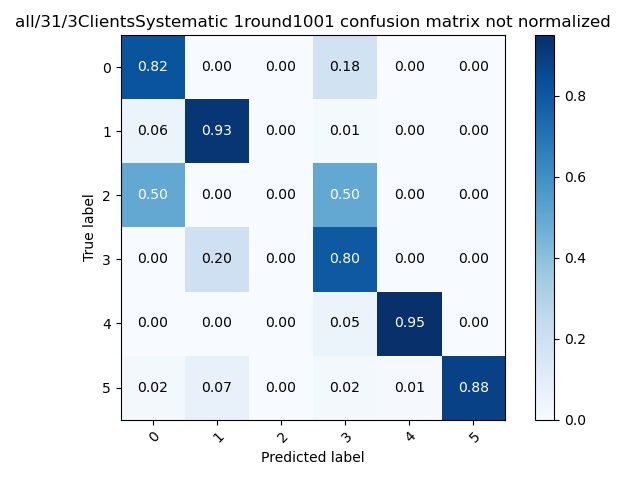 all/31/3ClientsSystematic 1round1001 confusion matrix not normalized
0 0.82 0.00 0.00 0.18 0.00 0.00
1 0.06 0.93 0.00 0.01 0.00 0.00
2 0.50 0.00 0.00 0.50 0.00 0.00
3 0.00 0.20 0.00 0.80 0.00 0.00
4 0.00 0.00 0.00 0.05 0.95 0.00
5 0.02 0.07 0.00 0.02 0.01 0.88
True label
0 1 2 3 4 5
Predicted label
0.8
0.6
0.4
0.2
0.0